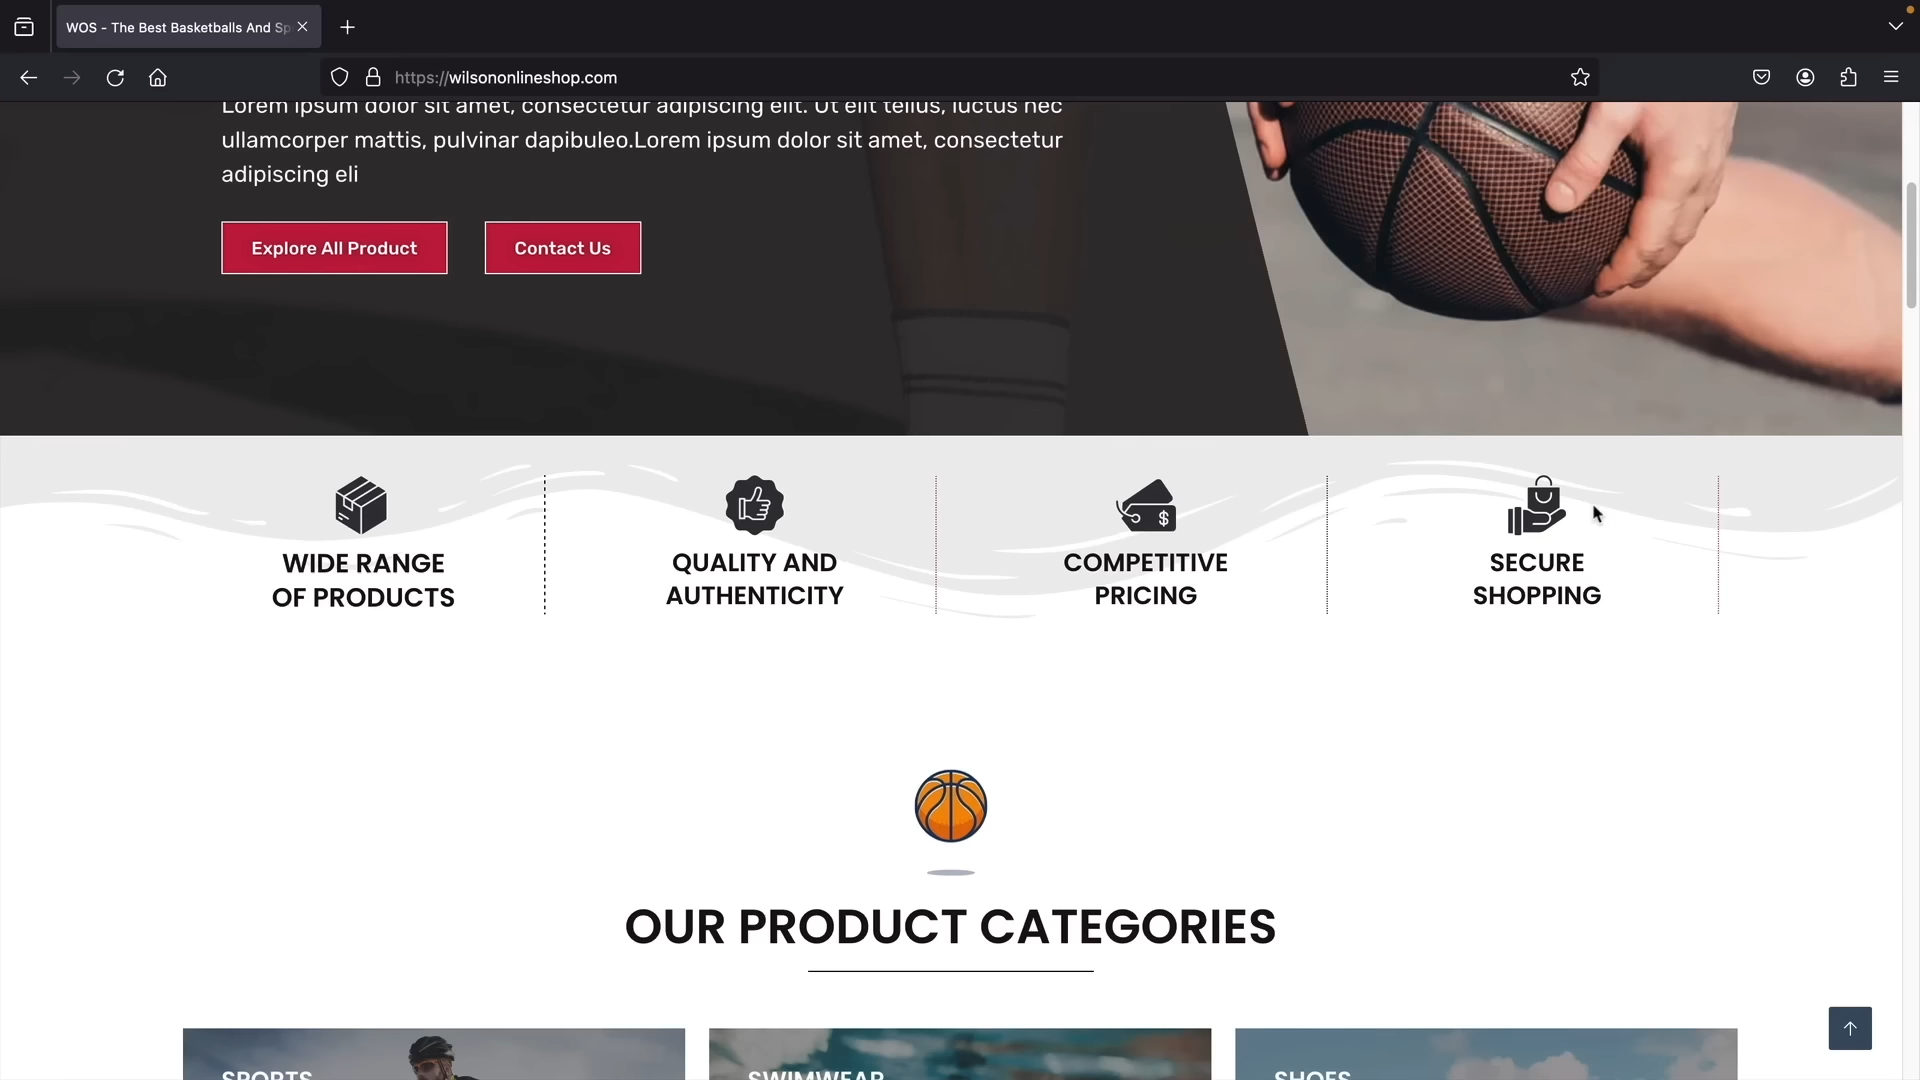 WOS - The Best Basketballs And Sp
https://wilsononlineshop.com
Lorem ipsum dolor sit amet, consectetur adipiscing elit. Ut elit tellus, luctus nec
ullamcorper mattis, pulvinar dapibuleo.Lorem ipsum dolor sit amet, consectetur
adipiscing eli
Explore All Product
Contact Us
WIDE RANGE
OF PRODUCTS
QUALITY AND
AUTHENTICITY
$
COMPETITIVE
PRICING
SECURE
SHOPPING
OUR PRODUCT CATEGORIES
SPORTS
SWIMWEAR
SHOES